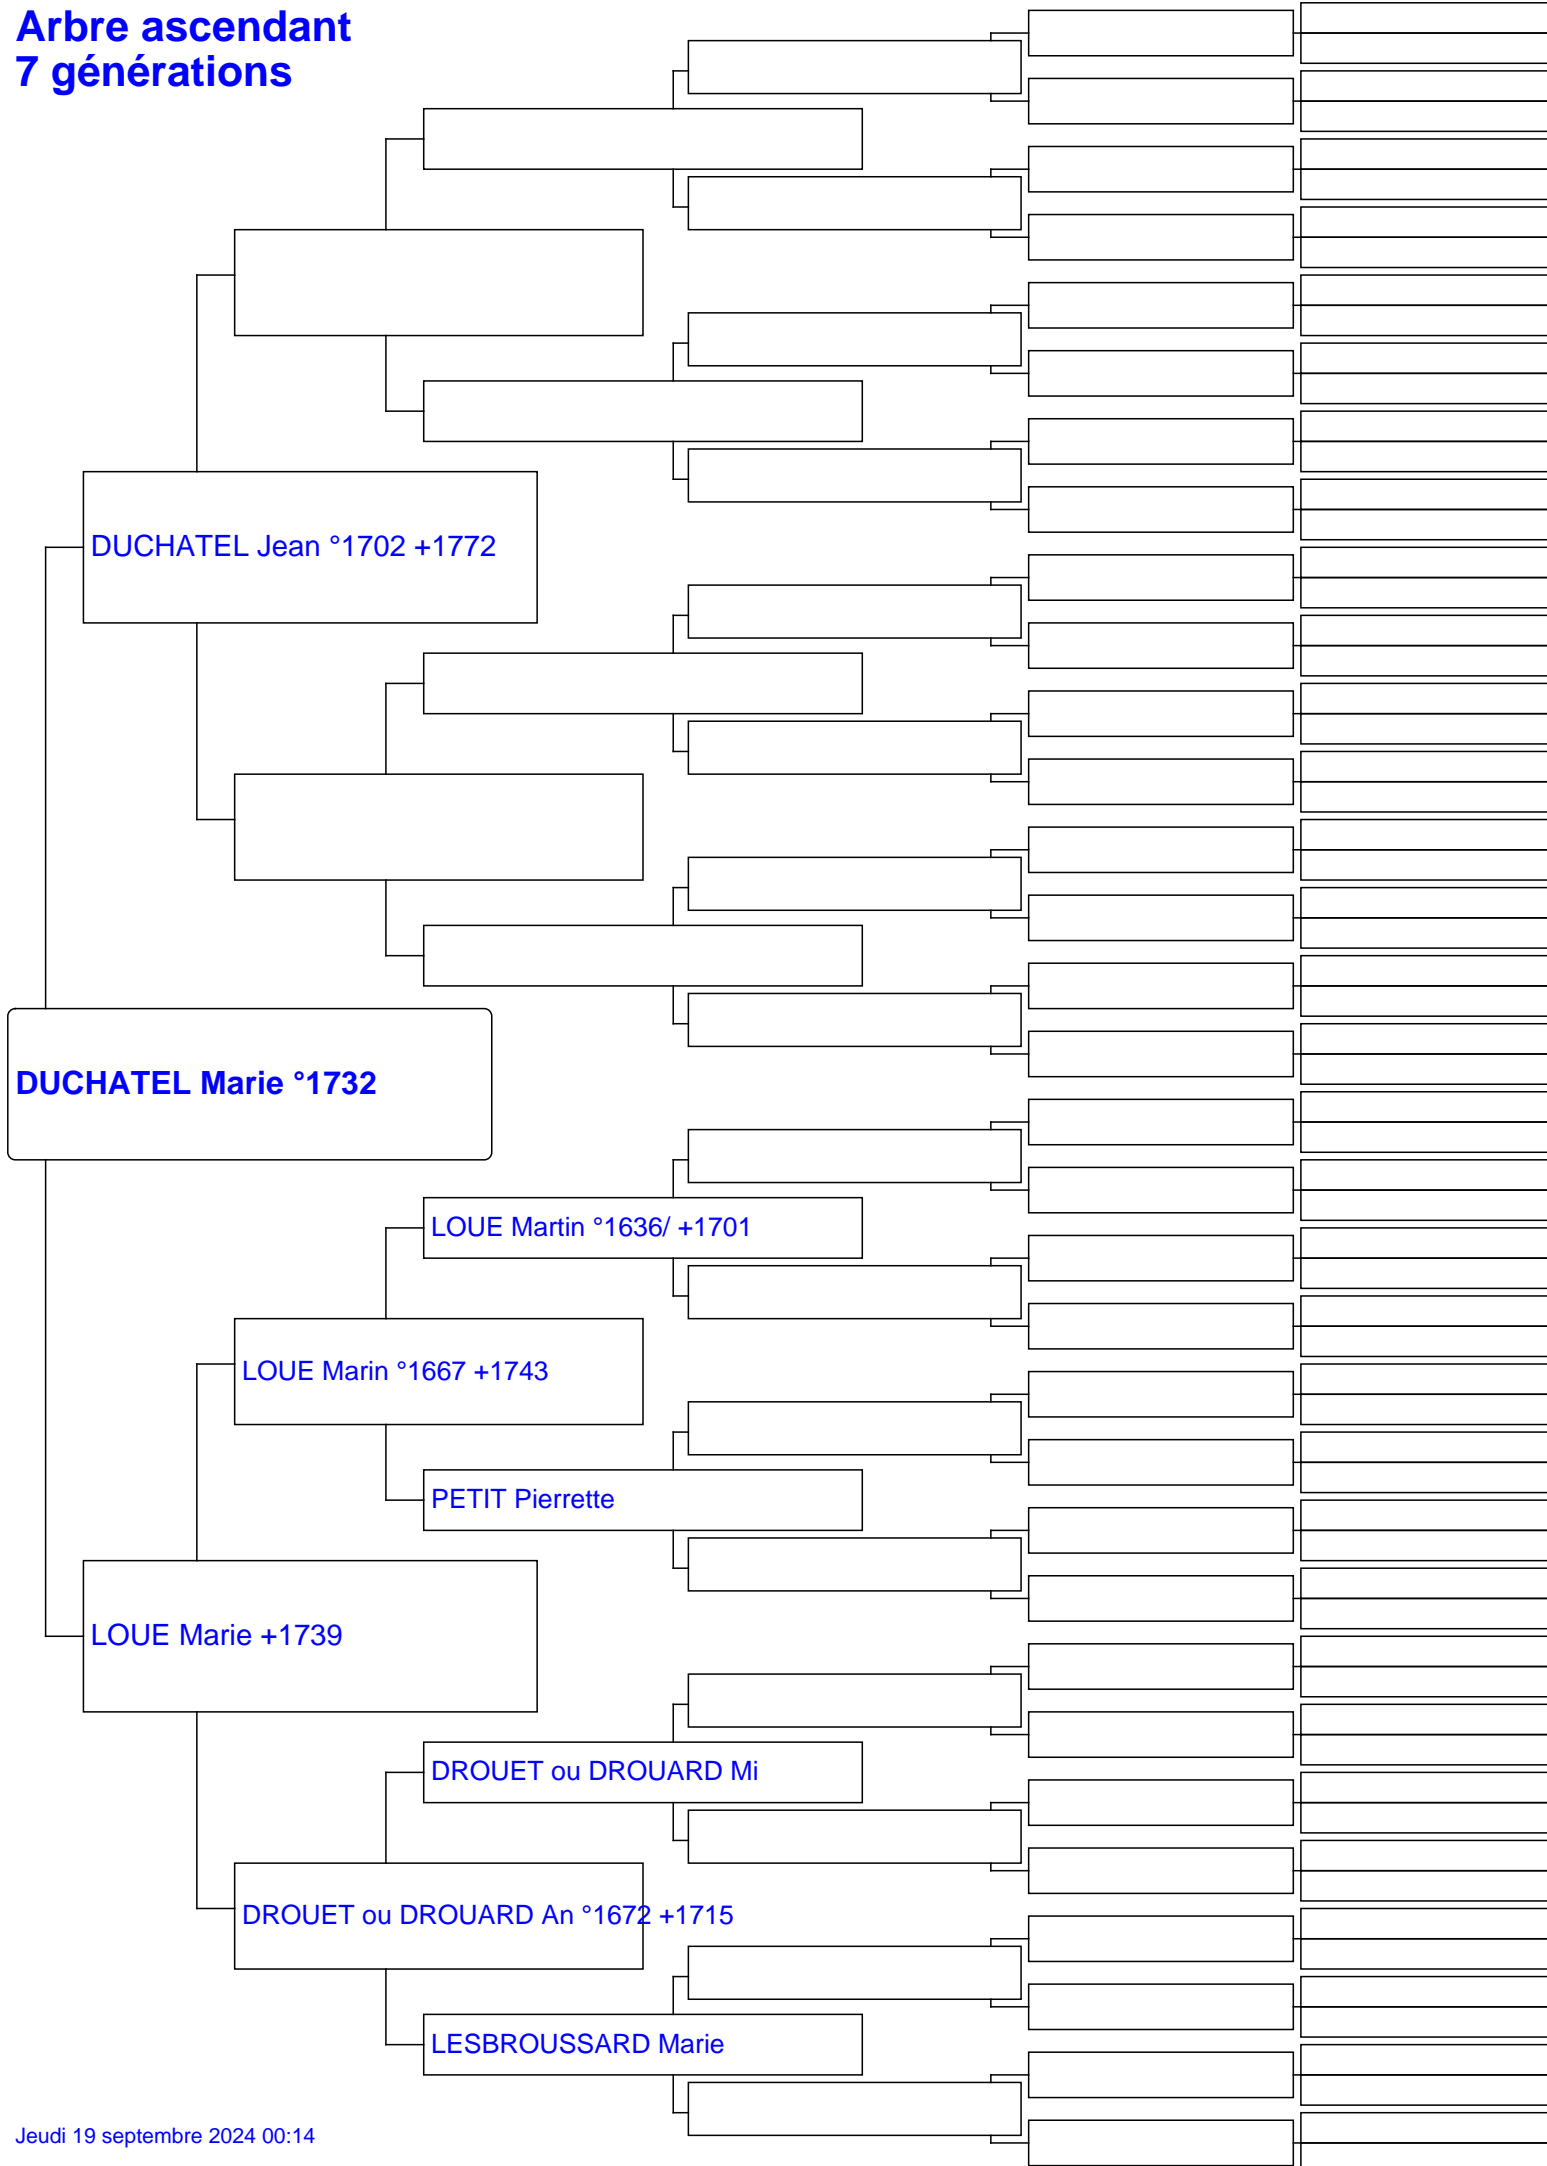 Arbre ascendant
7 générations
DUCHATEL Jean °1702 +1772
DUCHATEL Marie °1732
LOUE Martin °1636/ +1701
LOUE Marin °1667 +1743
PETIT Pierrette
LOUE Marie +1739
DROUET ou DROUARD Mi
DROUET ou DROUARD An °1672 +1715
LESBROUSSARD Marie
Jeudi 19 septembre 2024 00:14